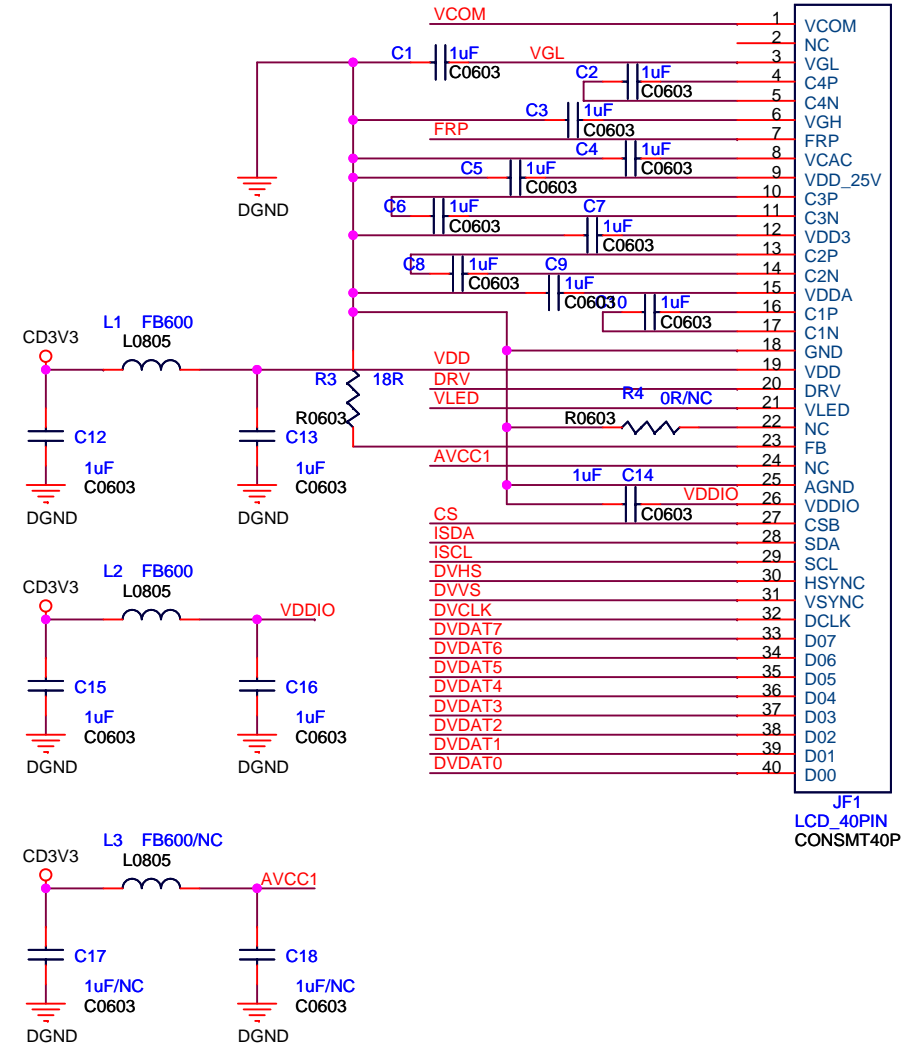 VCOM 1 VCOM
2 NC
C1 1uF VGL 3 VGL
C0603
C2 1uF 4 C4P
C0603 5 C4N
C3 1uF 6 VGH
C0603
FRP 7 FRP
C4 1uF 8 VCAC
C0603
C5 1uF 9 VDD_25V
C0603
DGND
10 C3P
C6 1uF 11 C3N
C0603
C7 1uF 12 VDD3
C0603
13 C2P
C8 1uF 14 C2N
C0603
C9 1uF 15 VDDA
C0603
C10 1uF 16 C1P
C0603 17 C1N
18 GND
L1 FB600
L0805
CD3V3
VDD 19 VDD
R3 18R
R0603
DRV 20 DRV
VLED 21 VLED
R4 0R/NC
R0603 22 NC
23 FB
AVCC1 24 NC
25 AGND
1uF C14 VDDIO 26 VDDIO
C0603
C12
1uF
C0603
DGND
C13
1uF
C0603
DGND
CS 27 CSB
ISDA 28 SDA
ISCL 29 SCL
DVHS 30 HSYNC
DVVS 31 VSYNC
DVCLK 32 DCLK
DVDAT7 33 D07
DVDAT6 34 D06
DVDAT5 35 D05
DVDAT4 36 D04
DVDAT3 37 D03
DVDAT2 38 D02
DVDAT1 39 D01
DVDAT0 40 D00
JF1
LCD_40PIN
CONSMT40P
L2 FB600
L0805
CD3V3
VDDIO
C15
1uF
C0603
DGND
C16
1uF
C0603
DGND
L3 FB600/NC
L0805
CD3V3
AVCC1
C17
1uF/NC
C0603
DGND
C18
1uF/NC
C0603
DGND